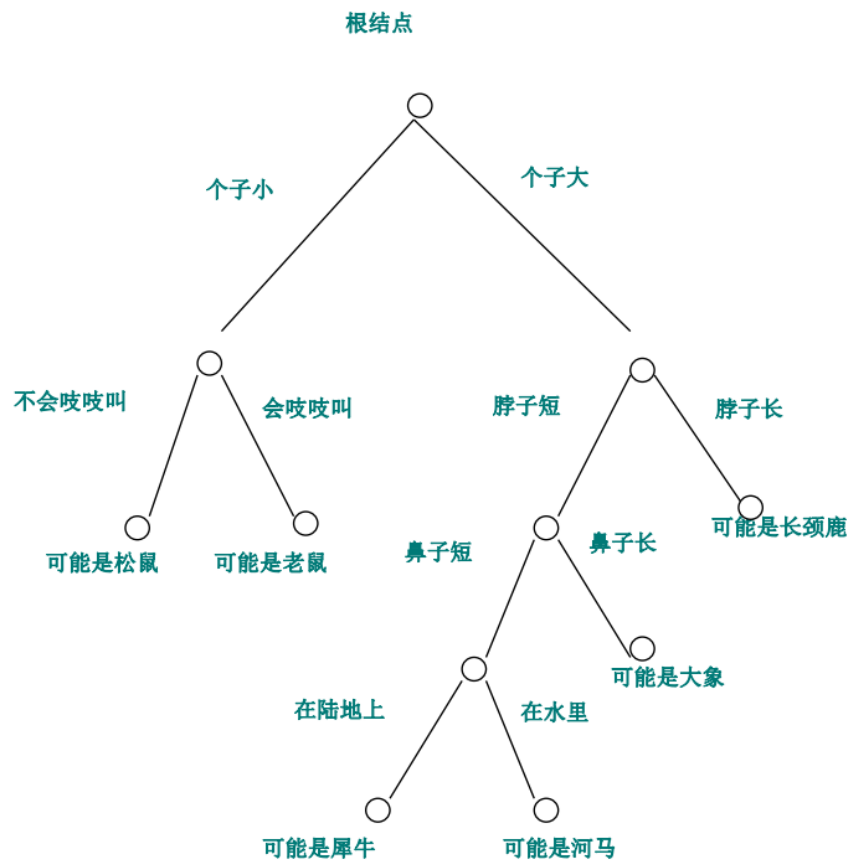 根结点
个子小
个子大
不会吱吱叫
会吱吱叫
脖子短
脖子长
可能是松鼠
可能是老鼠
鼻子短
鼻子长
可能是长颈鹿
可能是大象
在陆地上
在水里
可能是犀牛
可能是河马